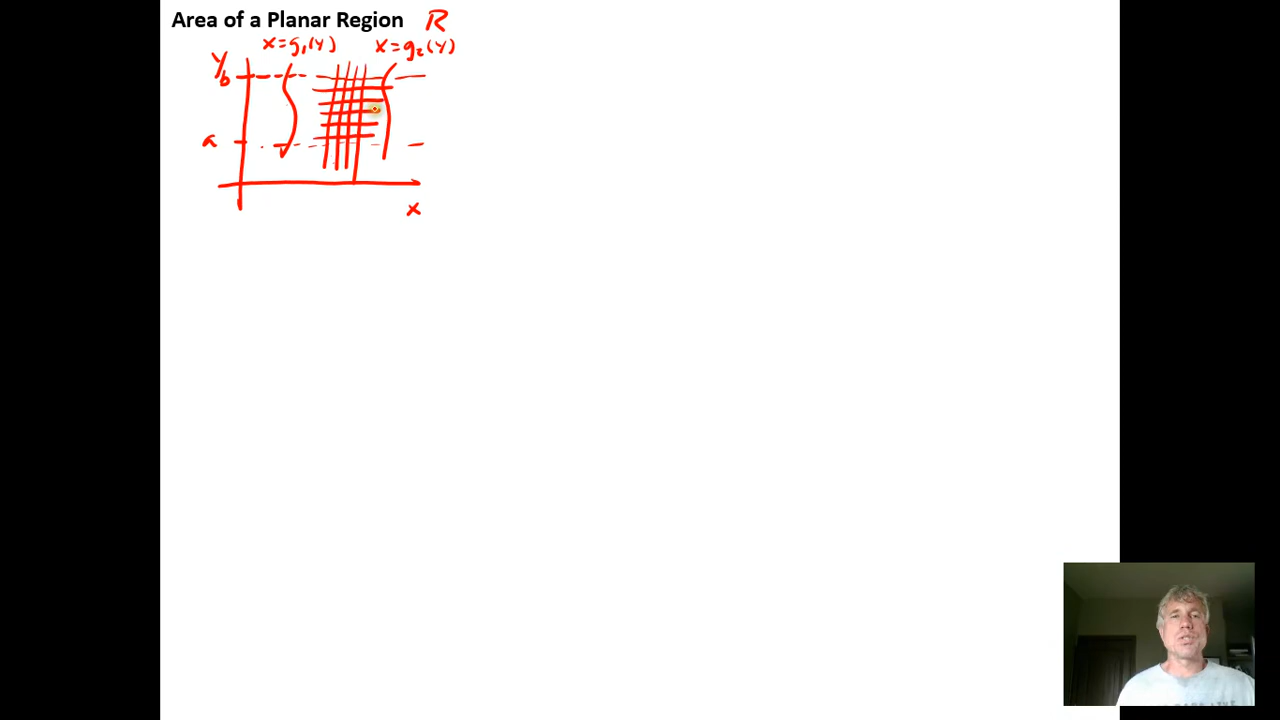 Area of a Planar Region R
x=g₁(y) x=g₂(y)
y
b
a
x